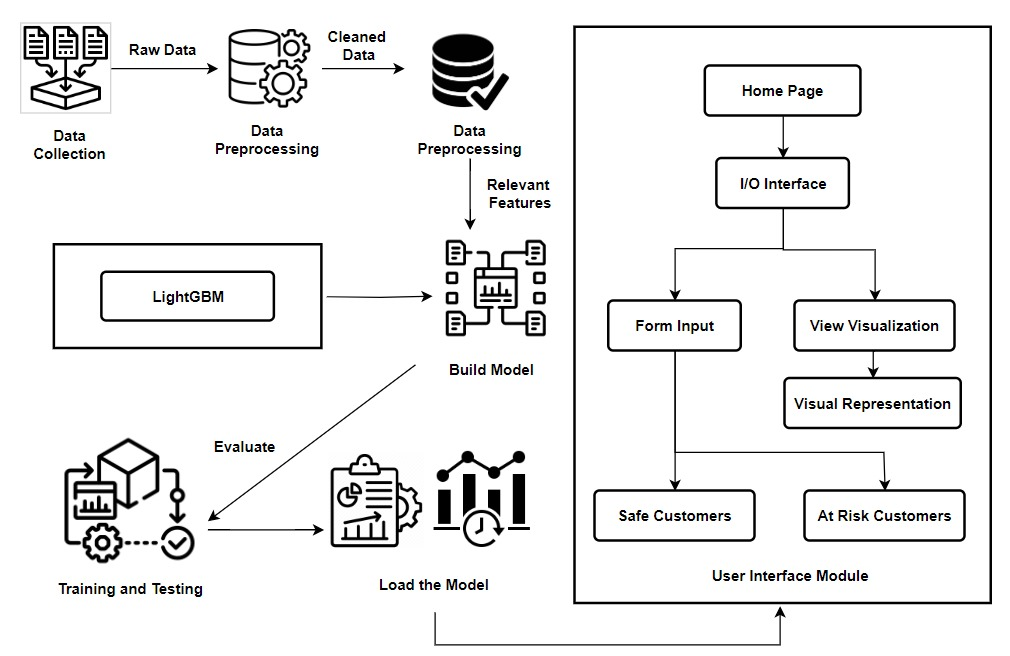 Raw Data
Cleaned
Data
Data
Collection
Data
Preprocessing
Data
Preprocessing
Relevant
Features
LightGBM
Build Model
Evaluate
Training and Testing
Load the Model
Home Page
I/O Interface
Form Input
View Visualization
Visual Representation
Safe Customers
At Risk Customers
User Interface Module